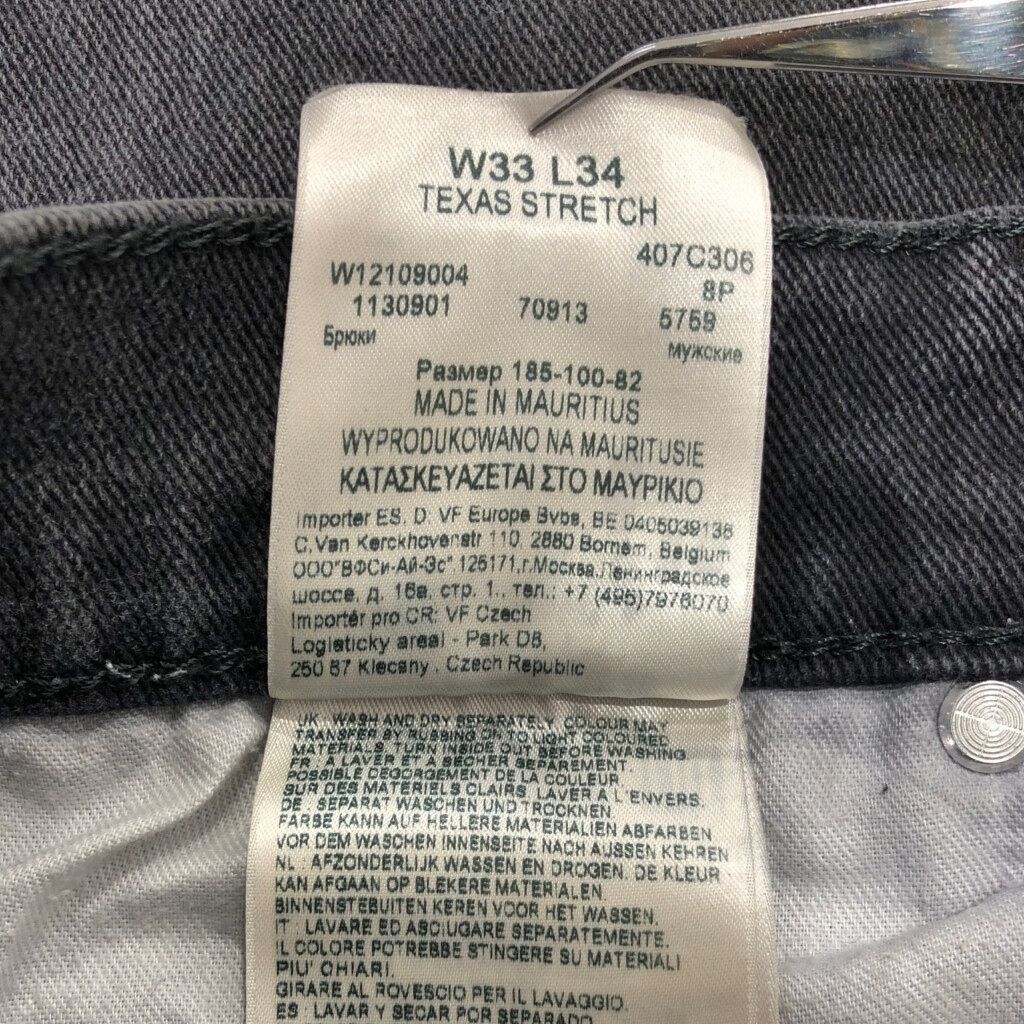 W33 L34
TEXAS STRETCH
407C306
W12109004 8P
1130901 70913 5759
Брюки мужские
Размер 185-100-82
MADE IN MAURITIUS
WYPRODUKOWANO NA MAURITUSIE
ΚΑΤΑΣΚΕΥΑΖΕΤΑΙ ΣΤΟ ΜΑΥΡΙΚΙΟ
Importer ES. D. VF Europe Bvba, BE 0405039138
C.Van Kerckhovenstr 110, 2880 Bornem, Belgium
ООО"ВФСи-Ай-Эс" 125171,г.Москва,Ленинградское
шоссе, д. 16а, стр. 1., тел.: +7 (495)7976070
Importér pro CR: VF Czech
Logisticky areal - Park D8,
250 67 Klecany , Czech Republic
UK : WASH AND DRY SEPARATELY. COLOUR MAY
TRANSFER BY RUBBING ON TO LIGHT COLOURED
MATERIALS. TURN INSIDE OUT BEFORE WASHING.
FR : A LAVER ET A SECHER SEPAREMENT.
POSSIBLE DEGORGEMENT DE LA COULEUR
SUR DES MATERIELS CLAIRS. LAVER A L'ENVERS.
DE : SEPARAT WASCHEN UND TROCKNEN.
FARBE KANN AUF HELLERE MATERIALIEN ABFARBEN
VOR DEM WASCHEN INNENSEITE NACH AUSSEN KEHREN
NL : AFZONDERLIJK WASSEN EN DROGEN. DE KLEUR
KAN AFGAAN OP BLEKERE MATERIALEN.
BINNENSTEBUITEN KEREN VOOR HET WASSEN.
IT : LAVARE ED ASCIUGARE SEPARATEMENTE.
IL COLORE POTREBBE STINGERE SU MATERIALI
PIU' CHIARI.
GIRARE AL ROVESCIO PER IL LAVAGGIO.
ES : LAVAR Y SECAR POR SEPARADO